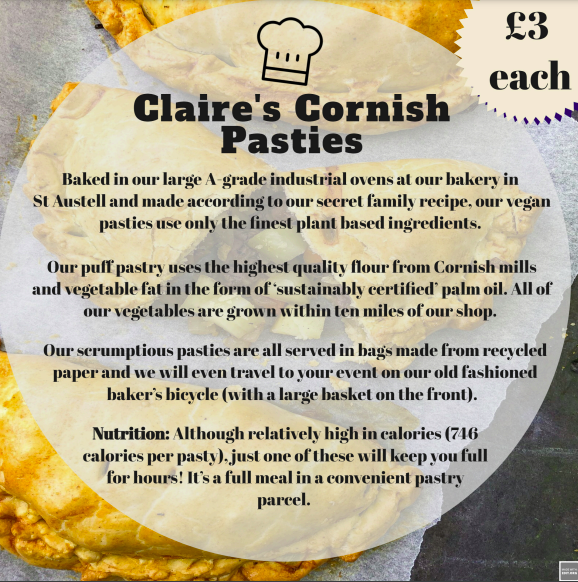 £3
each
Claire's Cornish
Pasties
Baked in our large A-grade industrial ovens at our bakery in
St Austell and made according to our secret family recipe, our vegan
pasties use only the finest plant based ingredients.
Our puff pastry uses the highest quality flour from Cornish mills
and vegetable fat in the form of ‘sustainably certified’ palm oil. All of
our vegetables are grown within ten miles of our shop.
Our scrumptious pasties are all served in bags made from recycled
paper and we will even travel to your event on our old fashioned
baker’s bicycle (with a large basket on the front).
Nutrition: Although relatively high in calories (746
calories per pasty), just one of these will keep you full
for hours! It’s a full meal in a convenient pastry
parcel.